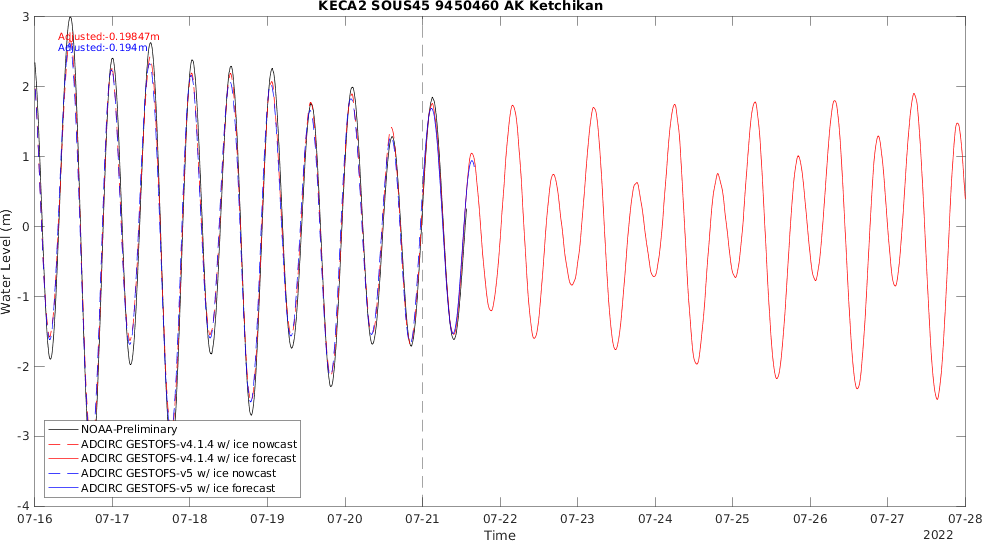 KECA2 SOUS45 9450460 AK Ketchikan
3
Adjusted:-0.19847m
Adjusted:-0.194m
2
1
0
-1
-2
-3
-4
Water Level (m)
NOAA-Preliminary
ADCIRC GESTOFS-v4.1.4 w/ ice nowcast
ADCIRC GESTOFS-v4.1.4 w/ ice forecast
ADCIRC GESTOFS-v5 w/ ice nowcast
ADCIRC GESTOFS-v5 w/ ice forecast
07-16 07-17 07-18 07-19 07-20 07-21 07-22 07-23 07-24 07-25 07-26 07-27 07-28
Time
2022